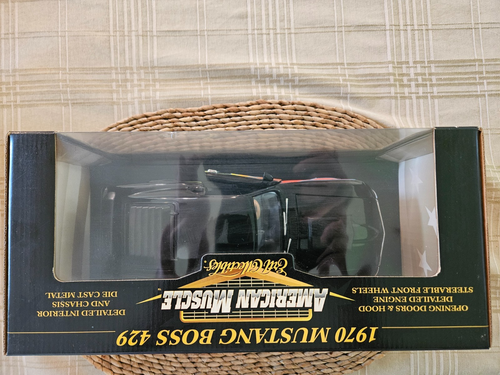 1970 MUSTANG BOSS 429
AMERICAN MUSCLE
Ertl Collectibles
OPENING DOORS & HOOD
DETAILED ENGINE
STEERABLE FRONT WHEELS
DETAILED INTERIOR
AND CHASSIS
DIE CAST METAL